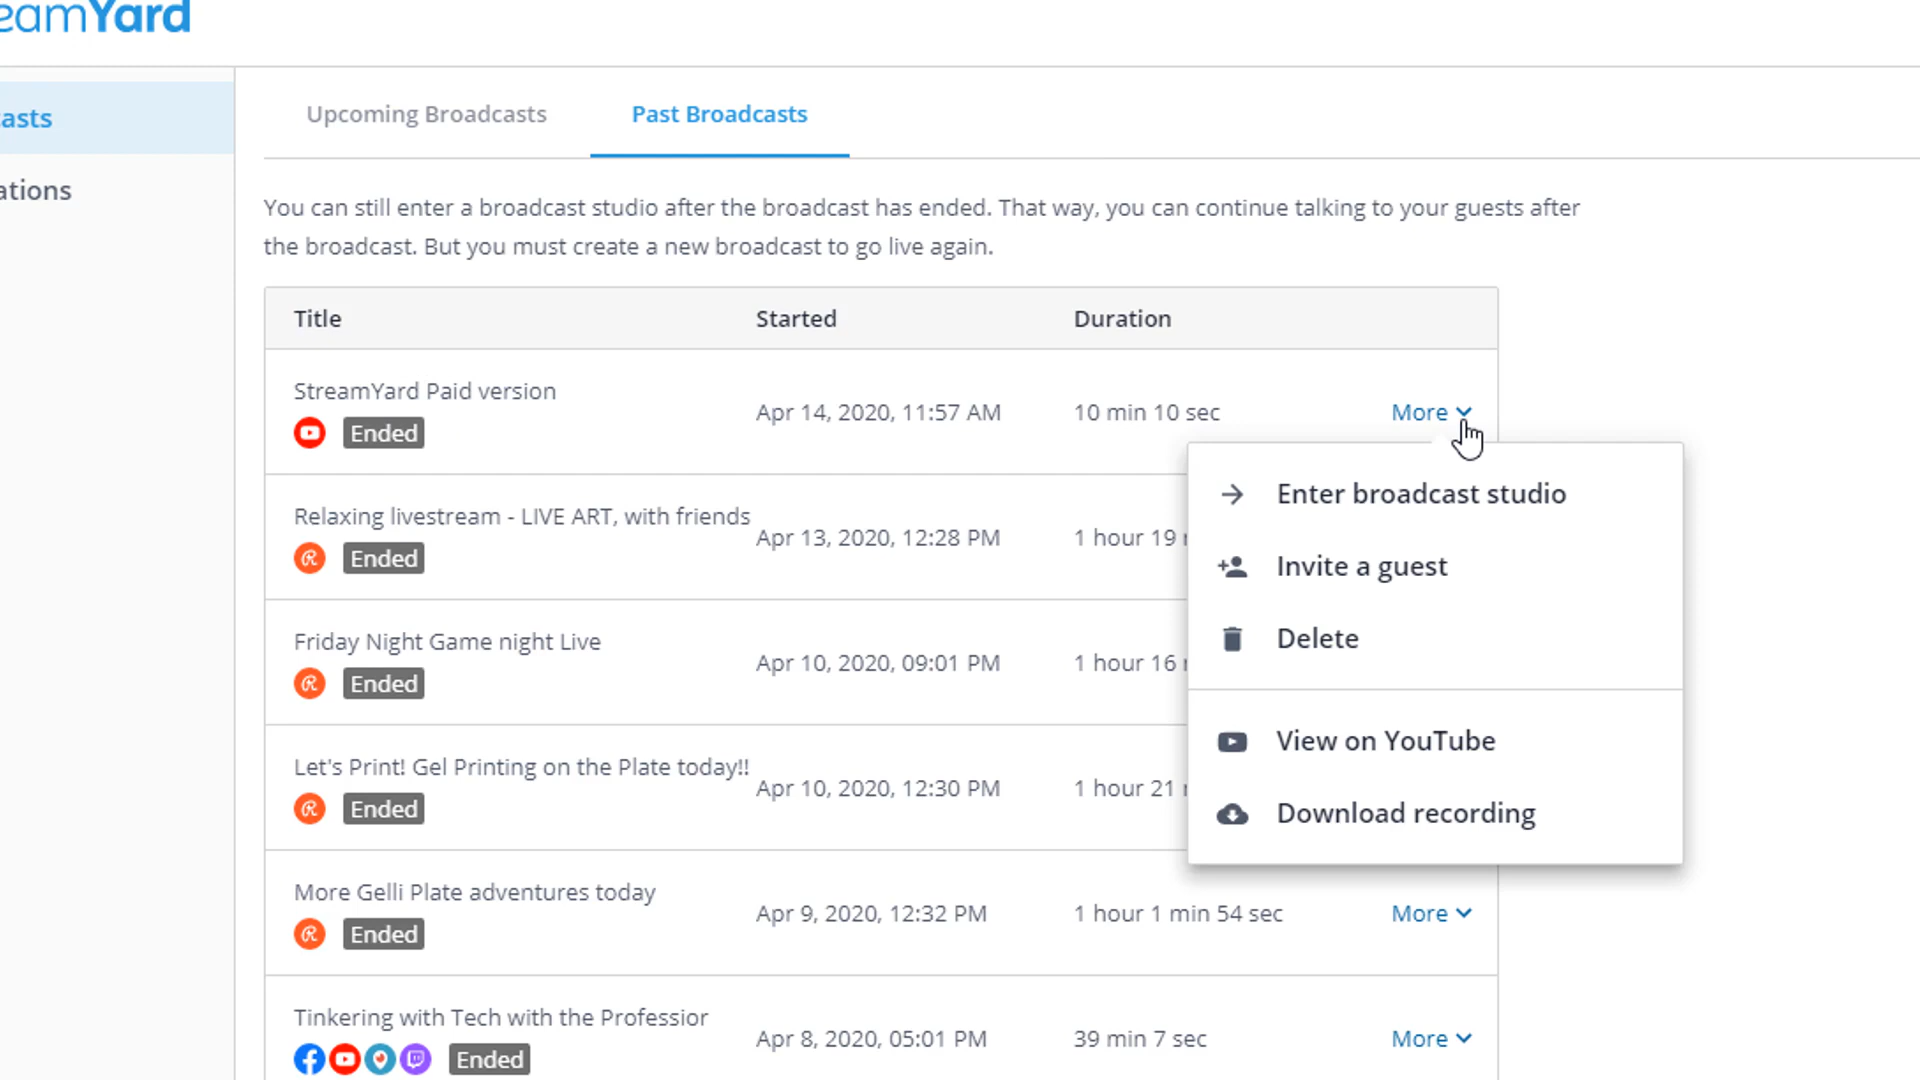 eamYard
asts
ations
Upcoming Broadcasts
Past Broadcasts
You can still enter a broadcast studio after the broadcast has ended. That way, you can continue talking to your guests after
the broadcast. But you must create a new broadcast to go live again.
Title Started Duration
StreamYard Paid version
Ended
Apr 14, 2020, 11:57 AM
10 min 10 sec
More
Relaxing livestream - LIVE ART, with friends
Ended
Apr 13, 2020, 12:28 PM
1 hour 19
Friday Night Game night Live
Ended
Apr 10, 2020, 09:01 PM
1 hour 16
Let's Print! Gel Printing on the Plate today!!
Ended
Apr 10, 2020, 12:30 PM
1 hour 21
Enter broadcast studio
Invite a guest
Delete
View on YouTube
Download recording
More Gelli Plate adventures today
Ended
Apr 9, 2020, 12:32 PM
1 hour 1 min 54 sec
More
Tinkering with Tech with the Professior
Ended
Apr 8, 2020, 05:01 PM
39 min 7 sec
More